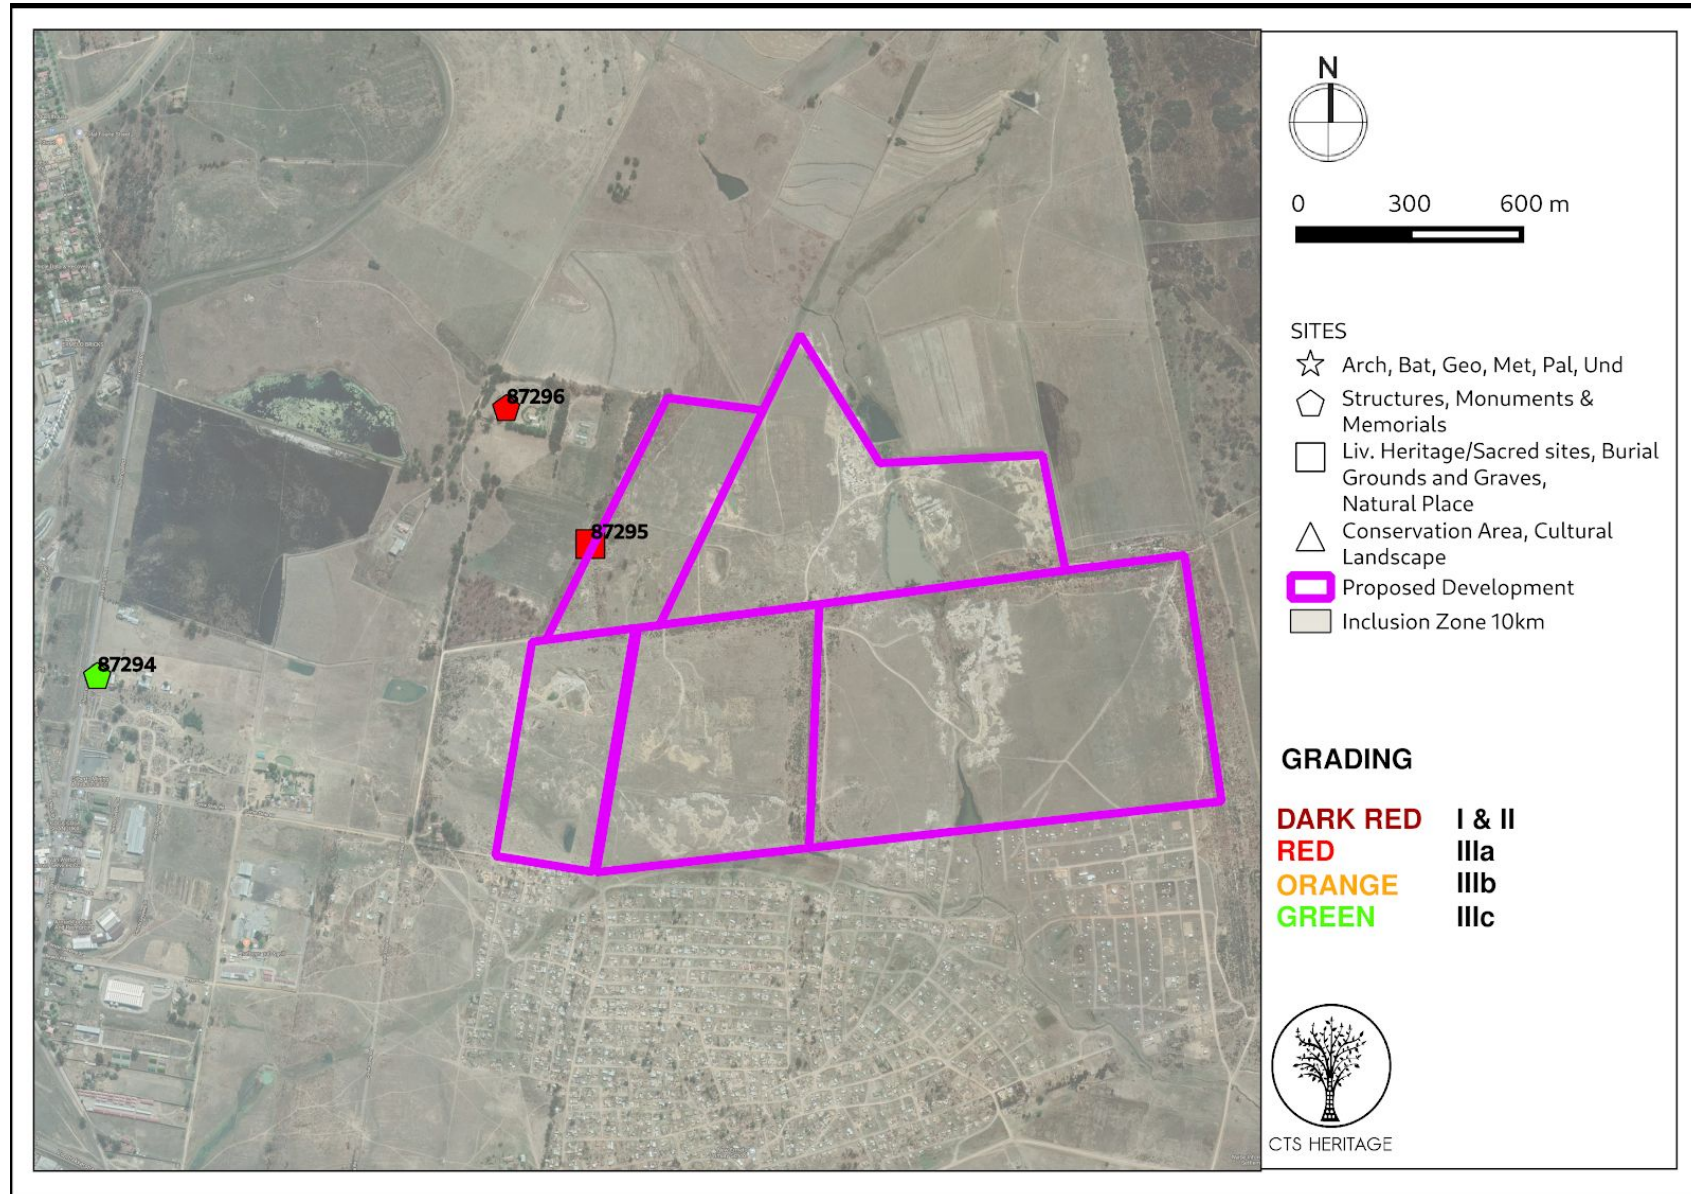 87296
87295
87294
N
0 300 600 m
SITES
Arch, Bat, Geo, Met, Pal, Und
Structures, Monuments &
Memorials
Liv. Heritage/Sacred sites, Burial
Grounds and Graves,
Natural Place
Conservation Area, Cultural
Landscape
Proposed Development
Inclusion Zone 10km
GRADING
DARK RED I & II
RED IIIa
ORANGE IIIb
GREEN IIIc
CTS HERITAGE